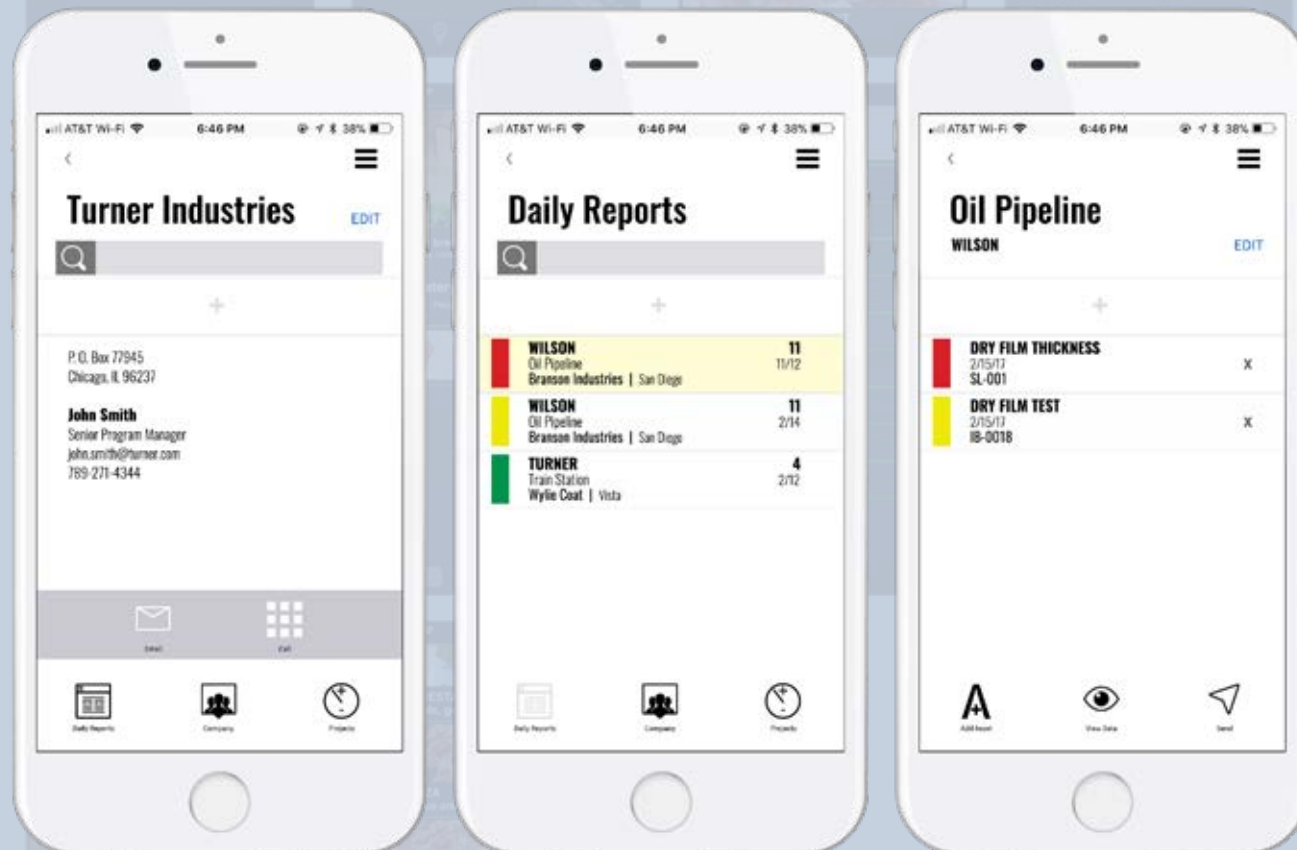 AT&T Wi-Fi 6:46 PM 38%
Turner Industries
EDIT
+
P. O. Box 77945
Chicago, IL 96237
John Smith
Senior Program Manager
john.smith@turner.com
789-271-4344
Email Call
Daily Reports Company Projects
AT&T Wi-Fi 6:46 PM 38%
Daily Reports
+
WILSON 11
Oil Pipeline 11/12
Branson Industries | San Diego
WILSON 11
Oil Pipeline 2/14
Branson Industries | San Diego
TURNER 4
Train Station 2/12
Wylie Coat | Vista
Daily Reports Company Projects
AT&T Wi-Fi 6:46 PM 38%
Oil Pipeline
WILSON EDIT
+
DRY FILM THICKNESS
2/15/17 X
SL-001
DRY FILM TEST
2/15/17 X
IB-0018
Add Asset View Data Send